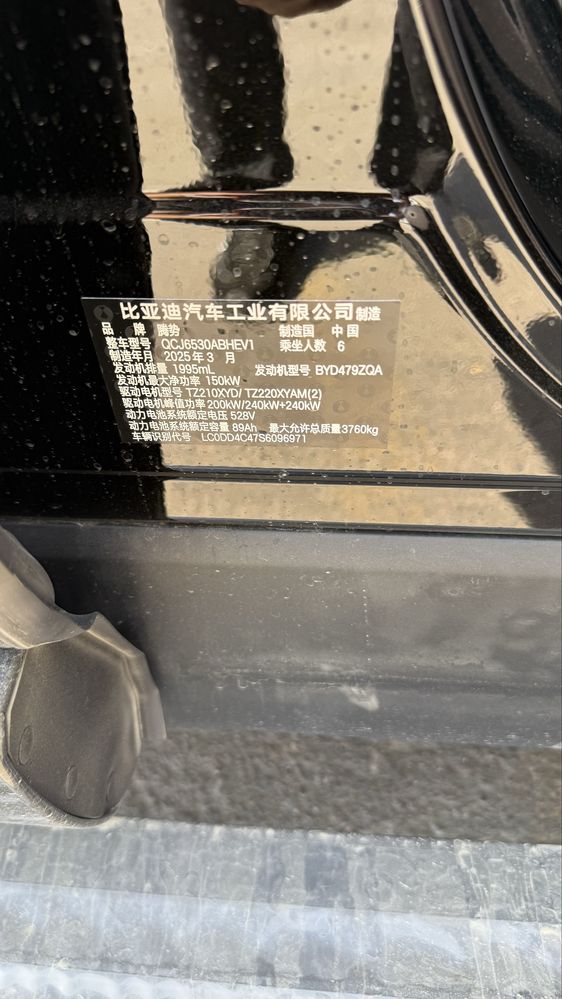 比亚迪汽车工业有限公司制造
品 牌 腾势 制造国 中国
整车型号 QCJ6530ABHEV1 乘坐人数 6
制造年月 2025年3月
发动机排量 1995mL 发动机型号 BYD479ZQA
发动机最大净功率 150kW
驱动电机型号 TZ210XYD/TZ220XYAM(2)
驱动电机峰值功率 200kW/240kW+240kW
动力电池系统额定电压 528V
动力电池系统额定容量 89Ah 最大允许总质量3760kg
车辆识别代号 LC0DD4C47S6096971